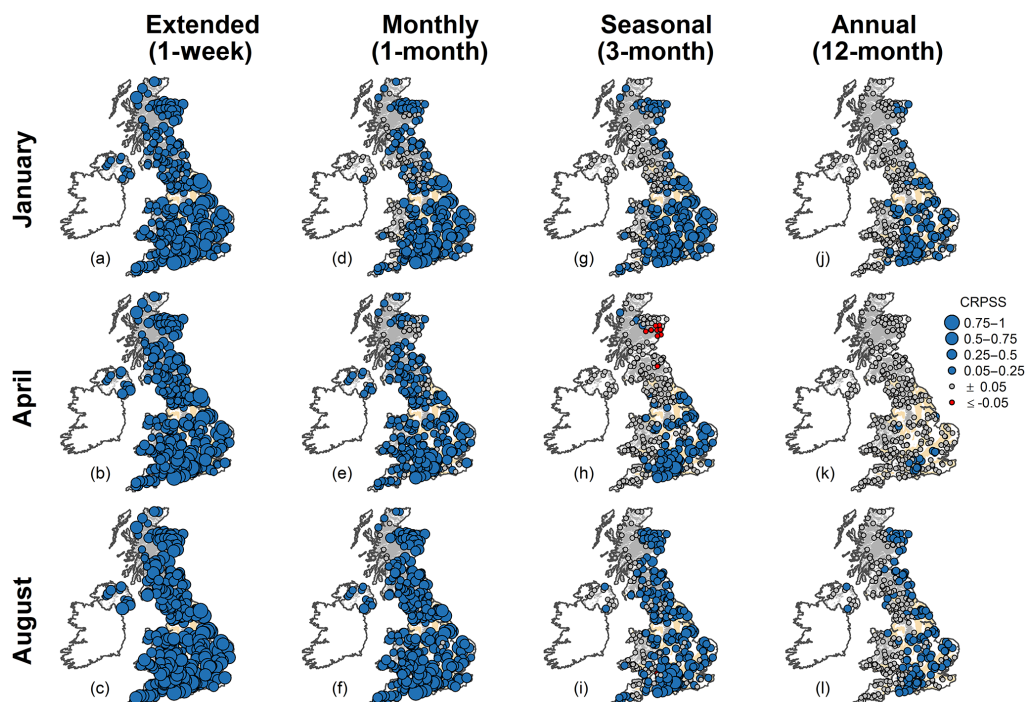 Extended
(1-week)
Monthly
(1-month)
Seasonal
(3-month)
Annual
(12-month)
January
(a)
(d)
(g)
(j)
April
(b)
(e)
(h)
(k)
CRPSS
0.75–1
0.5–0.75
0.25–0.5
0.05–0.25
± 0.05
≤ -0.05
August
(c)
(f)
(i)
(l)